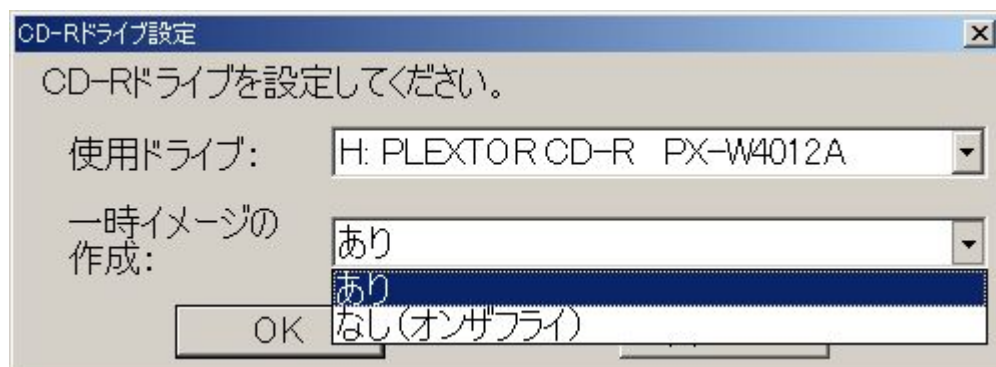 CD-Rドライブ設定
CD-Rドライブを設定してください。
使用ドライブ:
H: PLEXTOR CD-R PX-W4012A
一時イメージの
作成:
あり
あり
なし(オンザフライ)
OK